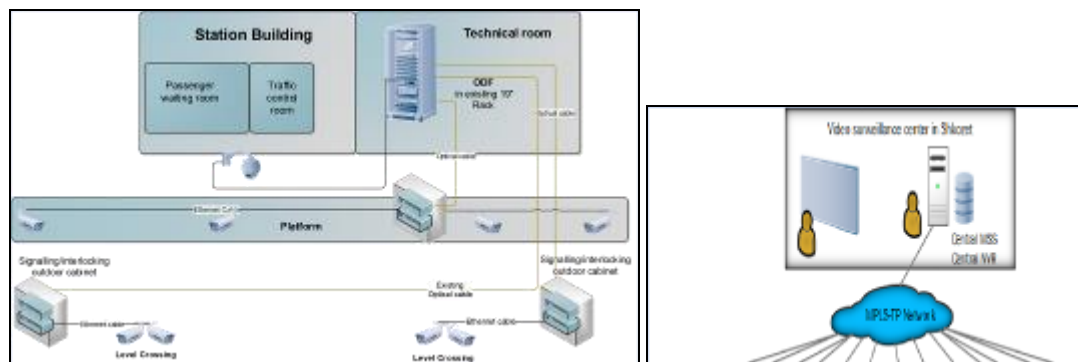 Station Building
Technical room
Passenger
waiting room
Traffic
control
room
ODF
in existing 19"
Rack
Optical cable
Optical cable
Ethernet Cable
Platform
Signalling/interlocking
outdoor cabinet
Signalling/interlocking
outdoor cabinet
Existing
Optical cable
Ethernet cable
Ethernet cable
Level Crossing
Level Crossing
Video surveillance center in
Central
Central NVR
MPLS-TP Network